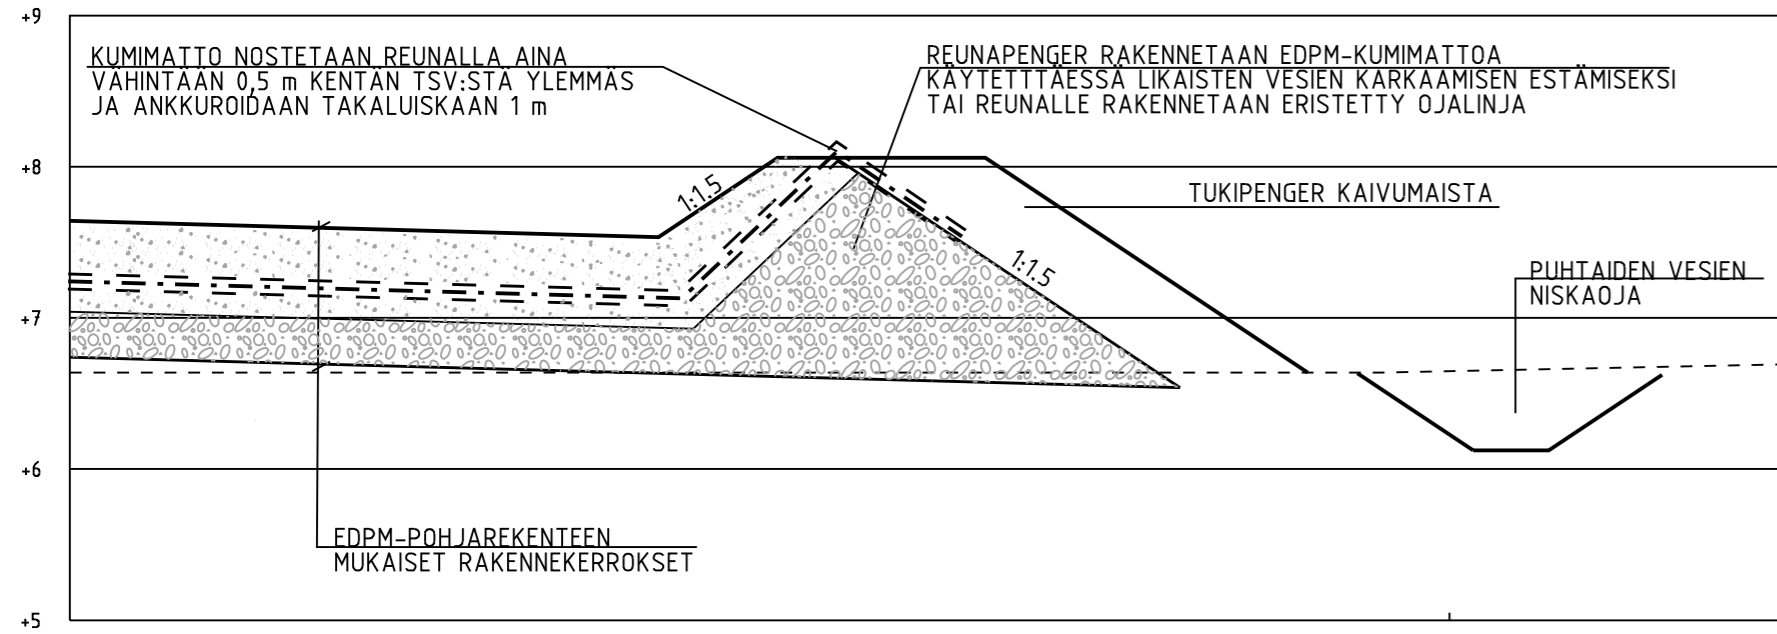 +9
KUMIMATTO NOSTETAAN REUNALLA AINA
VÄHINTÄÄN 0,5 m KENTÄN TSV:STÄ YLEMMÄS
JA ANKKUROIDAAN TAKALUISKAAN 1 m
REUNAPENGER RAKENNETAAN EDPM-KUMIMATTOA
KÄYTETTTÄESSÄ LIKAISTEN VESIEN KARKAAMISEN ESTÄMISEKSI
TAI REUNALLE RAKENNETAAN ERISTETTY OJALINJA
+8
1:1.5
TUKIPENGER KAIVUMAISTA
1:1.5
PUHTAIDEN VESIEN
NISKAOJA
+7
+6
EDPM-POHJAREKENTEEN
MUKAISET RAKENNEKERROKSET
+5